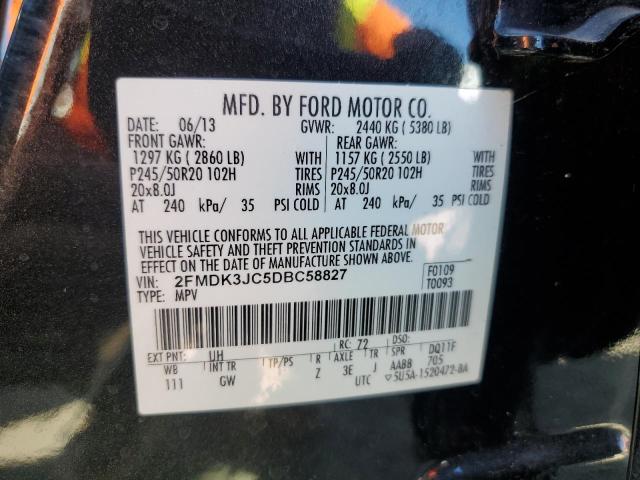 MFD. BY FORD MOTOR CO.
DATE: 06/13 GVWR: 2440 KG ( 5380 LB)
FRONT GAWR: REAR GAWR:
1297 KG ( 2860 LB) WITH 1157 KG ( 2550 LB) WITH
P245/50R20 102H TIRES P245/50R20 102H TIRES
20x8.0J RIMS 20x8.0J RIMS
AT 240 kPa/ 35 PSI COLD AT 240 kPa/ 35 PSI COLD
THIS VEHICLE CONFORMS TO ALL APPLICABLE FEDERAL MOTOR
VEHICLE SAFETY AND THEFT PREVENTION STANDARDS IN
EFFECT ON THE DATE OF MANUFACTURE SHOWN ABOVE.
VIN: 2FMDK3JC5DBC58827 F0109
TYPE: MPV T0093
RC: 72 DSO:
EXT PNT: UH DQ11F
WB INT TR TP/PS R AXLE TR SPR 705
111 GW Z 3E J AABB
UTC 5U5A-1520472-BA